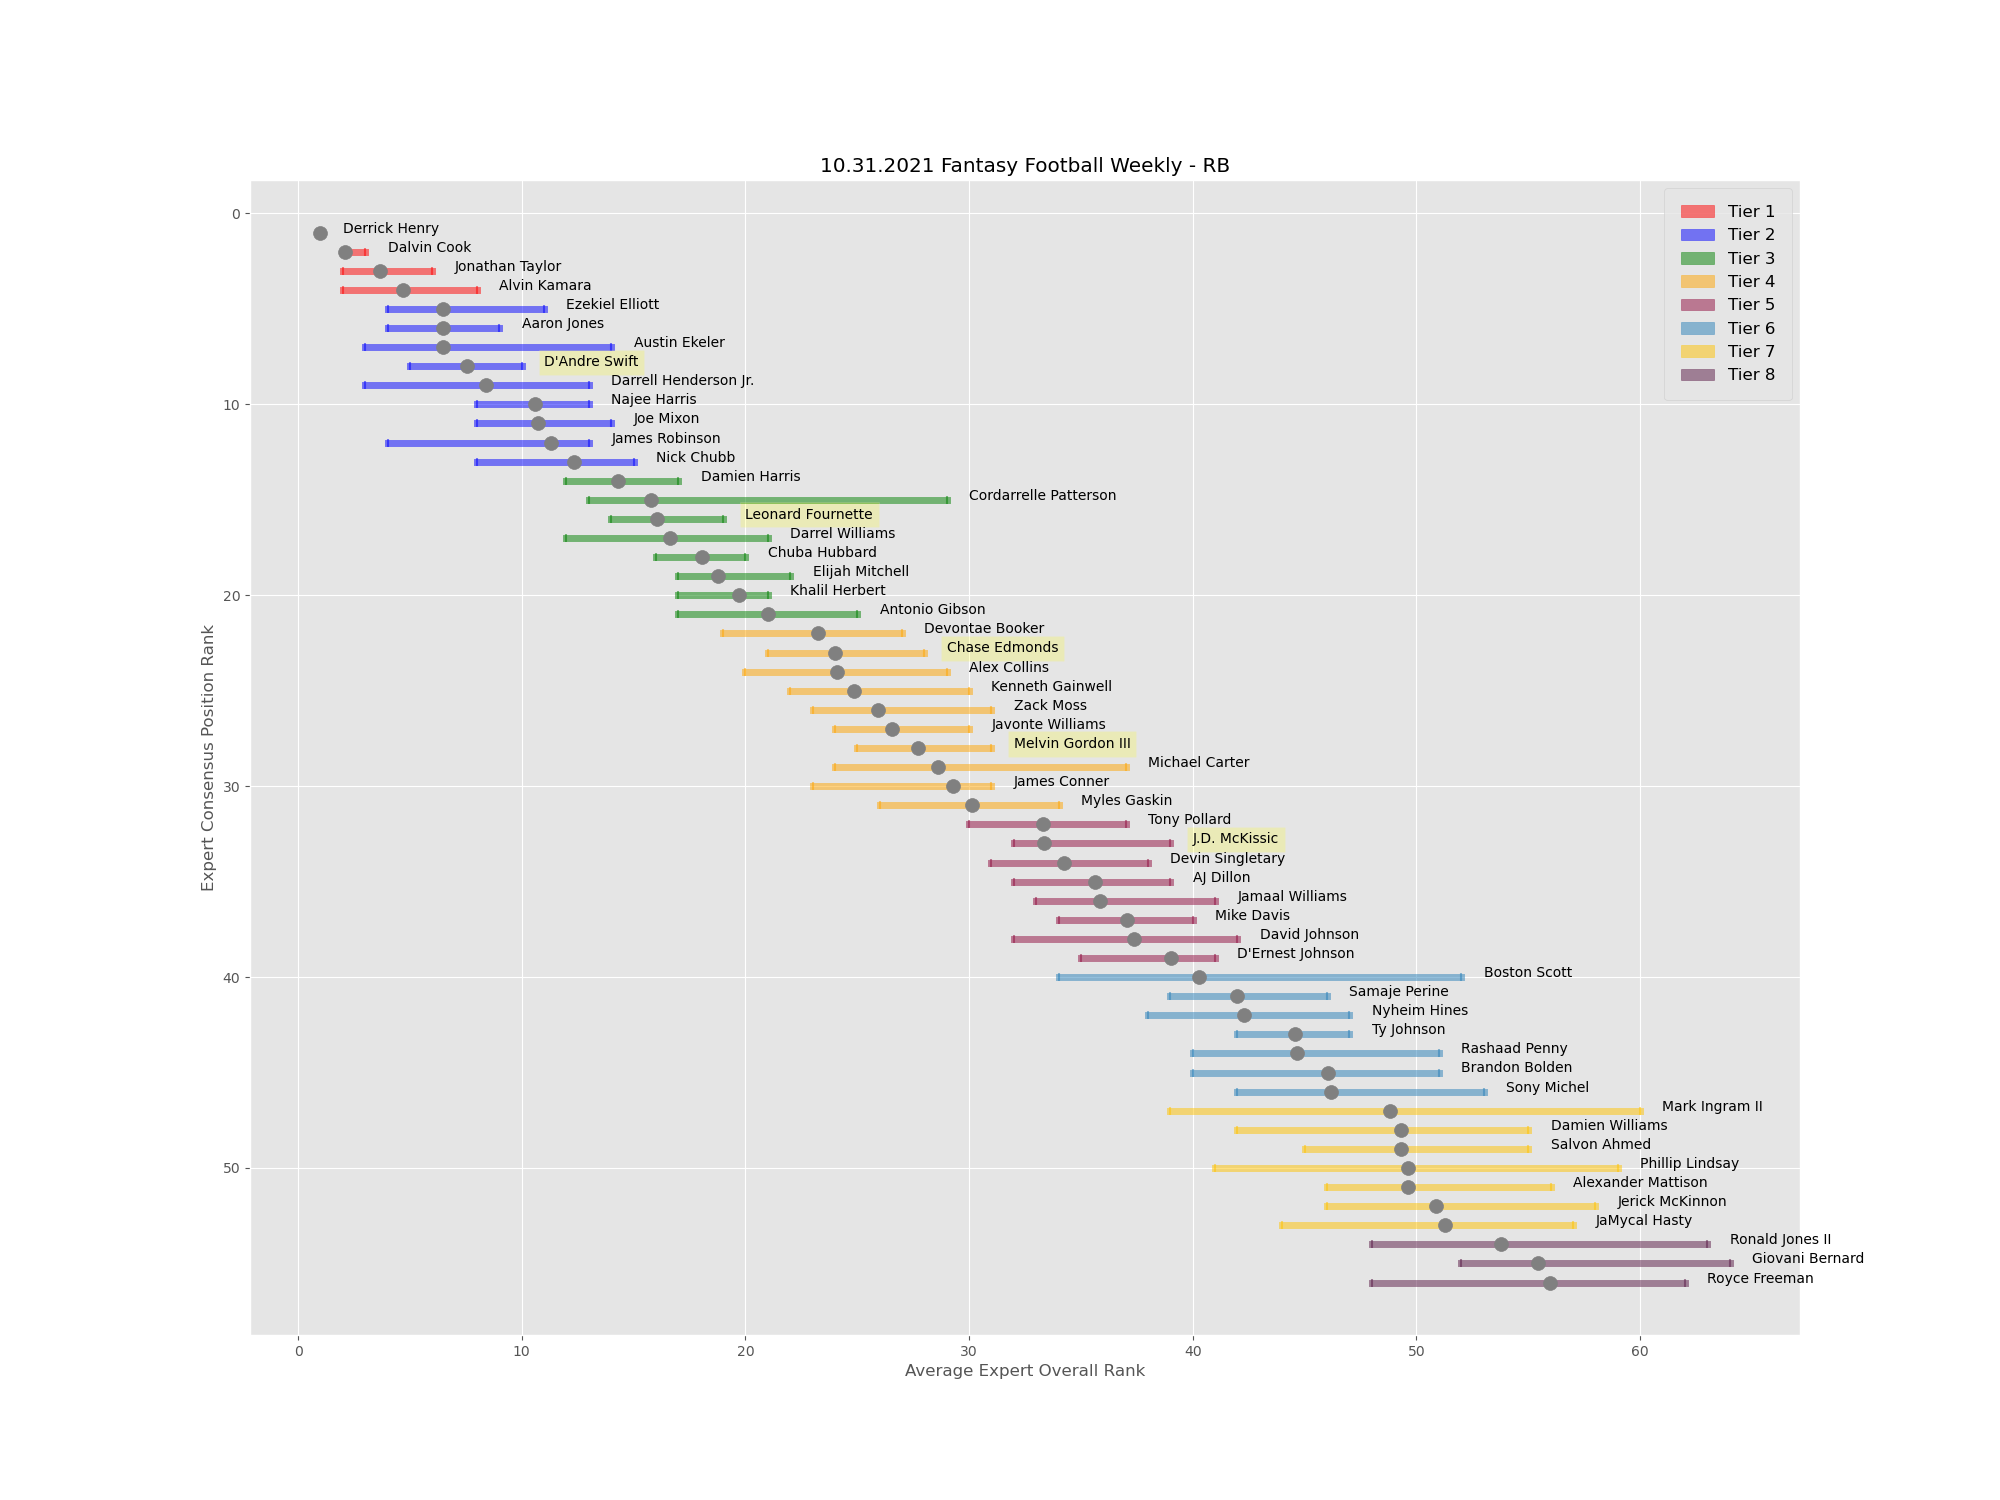 10.31.2021 Fantasy Football Weekly - RB
Tier 1
Tier 2
Tier 3
Tier 4
Tier 5
Tier 6
Tier 7
Tier 8
Expert Consensus Position Rank
0
10
20
30
40
50
Derrick Henry
Dalvin Cook
Jonathan Taylor
Alvin Kamara
Ezekiel Elliott
Aaron Jones
Austin Ekeler
D'Andre Swift
Darrell Henderson Jr.
Najee Harris
Joe Mixon
James Robinson
Nick Chubb
Damien Harris
Cordarrelle Patterson
Leonard Fournette
Darrel Williams
Chuba Hubbard
Elijah Mitchell
Khalil Herbert
Antonio Gibson
Devontae Booker
Chase Edmonds
Alex Collins
Kenneth Gainwell
Zack Moss
Javonte Williams
Melvin Gordon III
Michael Carter
James Conner
Myles Gaskin
Tony Pollard
J.D. McKissic
Devin Singletary
AJ Dillon
Jamaal Williams
Mike Davis
David Johnson
D'Ernest Johnson
Boston Scott
Samaje Perine
Nyheim Hines
Ty Johnson
Rashaad Penny
Brandon Bolden
Sony Michel
Mark Ingram II
Damien Williams
Salvon Ahmed
Phillip Lindsay
Alexander Mattison
Jerick McKinnon
JaMycal Hasty
Ronald Jones II
Giovani Bernard
Royce Freeman
0
10
20
30
40
50
60
Average Expert Overall Rank